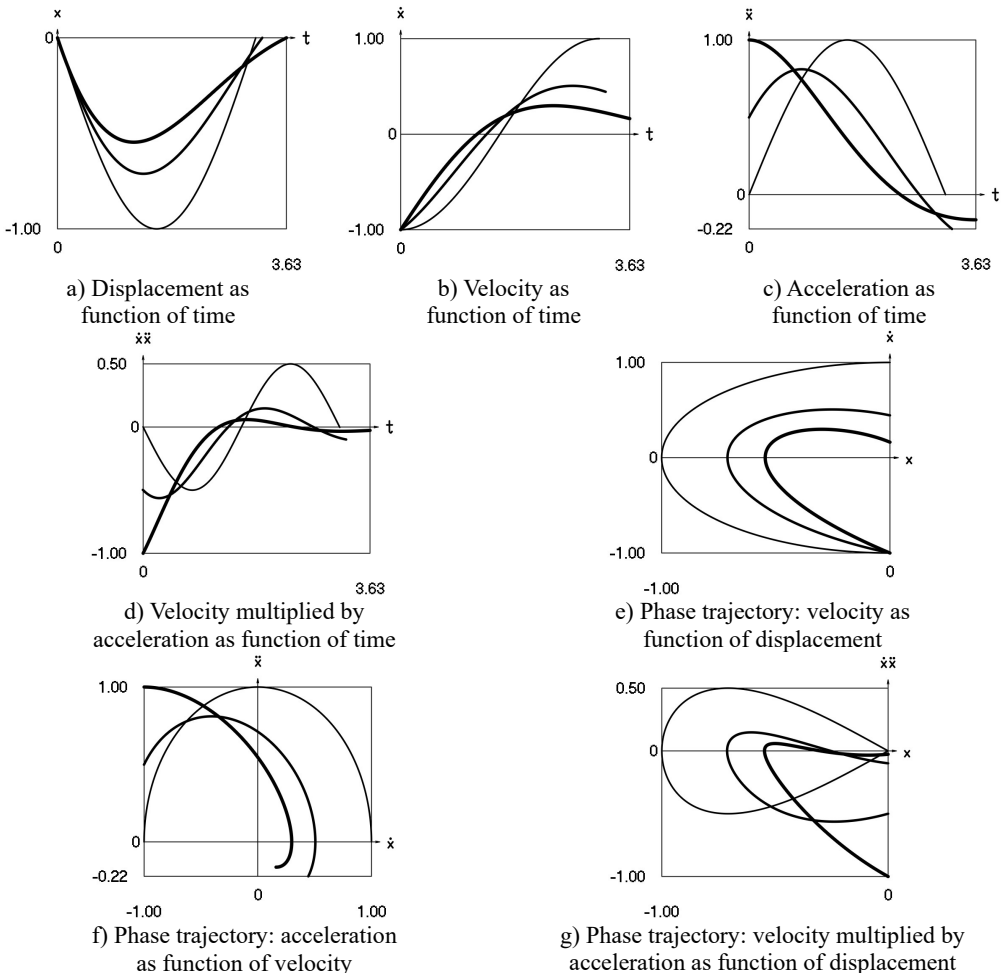 x
0
t
-1.00
0
3.63
a) Displacement as
function of time
ẋ
1.00
0
t
-1.00
0
3.63
b) Velocity as
function of time
ẍ
1.00
0
t
-0.22
0
3.63
c) Acceleration as
function of time
ẋẍ
0.50
0
t
-1.00
0
3.63
d) Velocity multiplied by
acceleration as function of time
ẋ
1.00
0
x
-1.00
0
-1.00
e) Phase trajectory: velocity as
function of displacement
ẍ
1.00
0
ẋ
-0.22
0
-1.00 1.00
f) Phase trajectory: acceleration
as function of velocity
ẋẍ
0.50
0
x
-1.00
0
-1.00
g) Phase trajectory: velocity multiplied by
acceleration as function of displacement